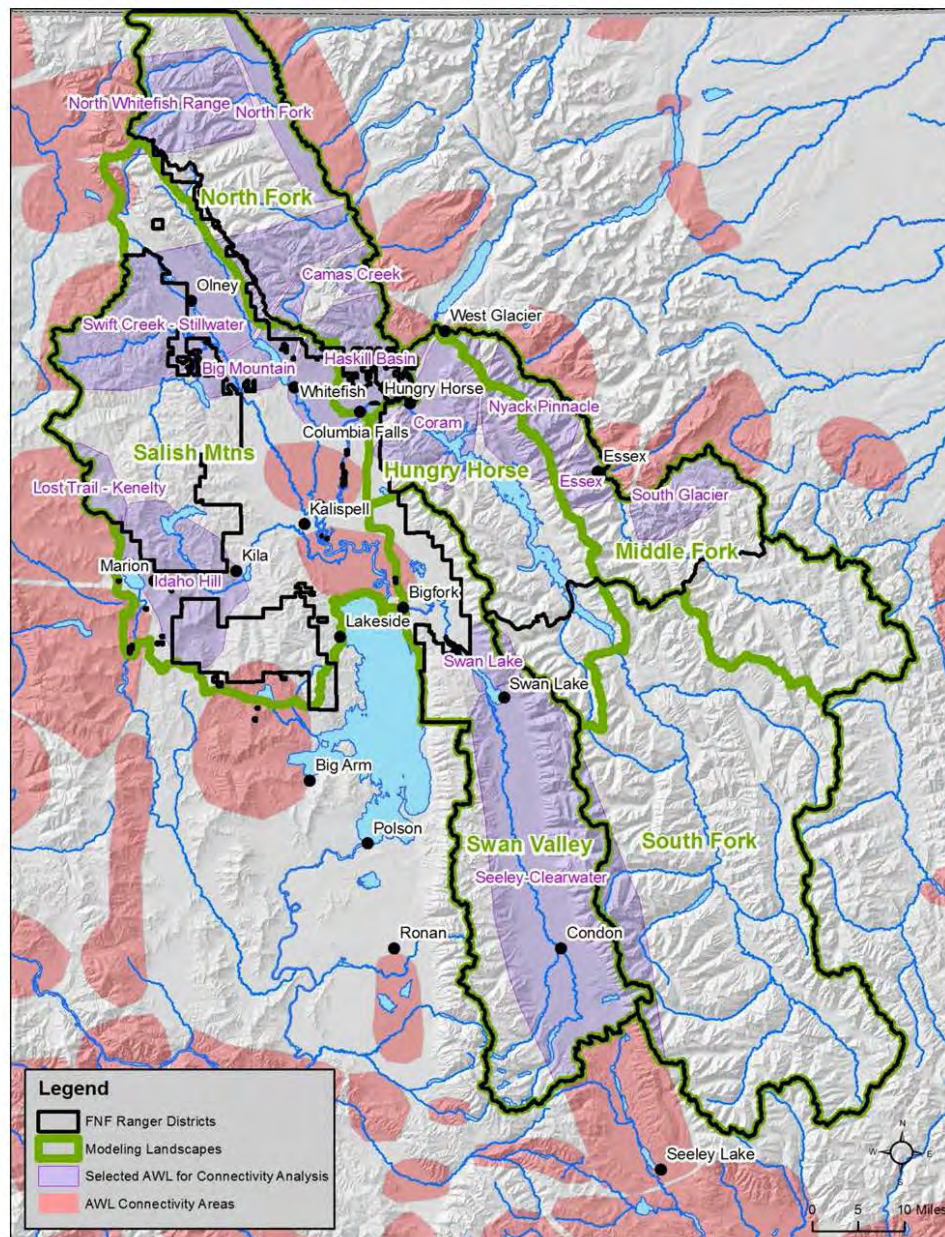 North Whitefish Range
North Fork
North Fork
Camas Creek
Olney
West Glacier
Swift Creek - Stillwater
Haskill Basin
Big Mountain
Whitefish
Hungry Horse
Nyack Pinnacle
Columbia Falls
Coram
Salish Mtns
Hungry Horse
Essex
Lost Trail - Kenelty
Essex
South Glacier
Kalispell
Middle Fork
Marion
Kila
Idaho Hill
Bigfork
Lakeside
Swan Lake
Swan Lake
Big Arm
Polson
Swan Valley
South Fork
Seeley-Clearwater
Ronan
Condon
Seeley Lake
Legend
FNF Ranger Districts
Modeling Landscapes
Selected AWL for Connectivity Analysis
AWL Connectivity Areas
N
W
E
S
0 5 10 Miles